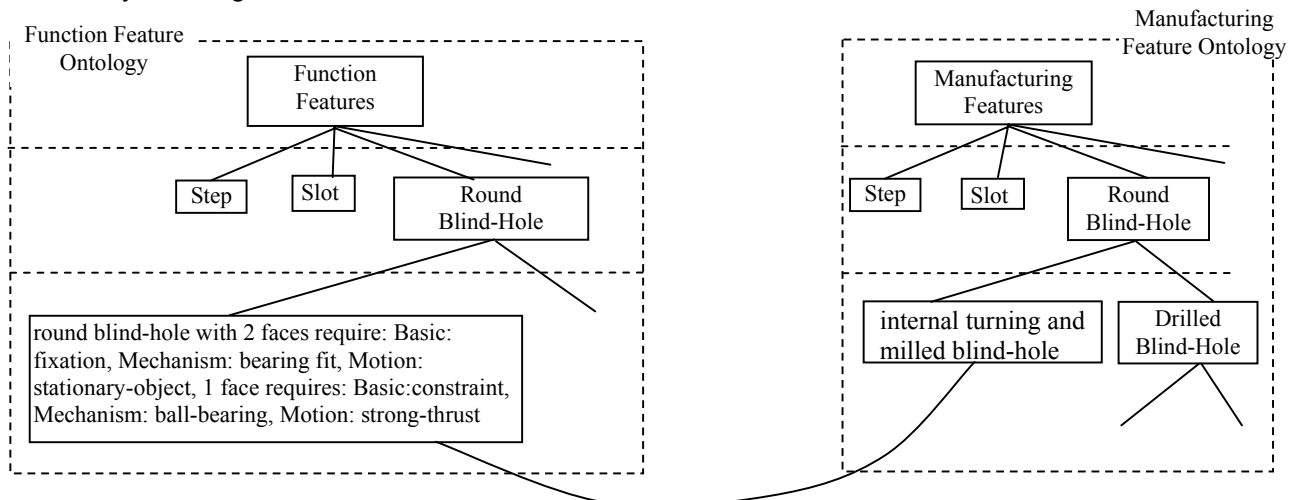 Function Feature
Ontology
Function
Features
Step
Slot
Round
Blind-Hole
round blind-hole with 2 faces require: Basic:
fixation, Mechanism: bearing fit, Motion:
stationary-object, 1 face requires: Basic:constraint,
Mechanism: ball-bearing, Motion: strong-thrust
Manufacturing
Feature Ontology
Manufacturing
Features
Step
Slot
Round
Blind-Hole
internal turning and
milled blind-hole
Drilled
Blind-Hole